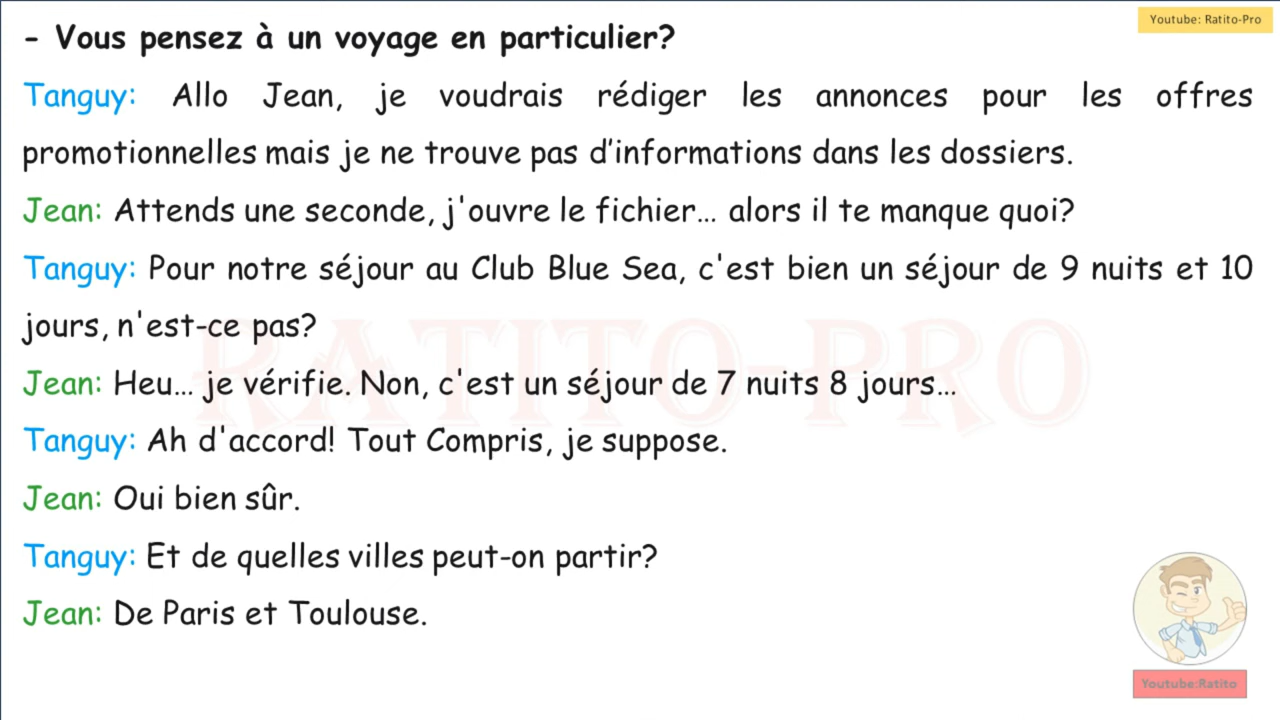 Youtube: Ratito-Pro
- Vous pensez à un voyage en particulier?
Tanguy: Allo Jean, je voudrais rédiger les annonces pour les offres
promotionnelles mais je ne trouve pas d'informations dans les dossiers.
Jean: Attends une seconde, j'ouvre le fichier... alors il te manque quoi?
Tanguy: Pour notre séjour au Club Blue Sea, c'est bien un séjour de 9 nuits et 10
jours, n'est-ce pas?
RATITO-PRO
Jean: Heu... je vérifie. Non, c'est un séjour de 7 nuits 8 jours...
Tanguy: Ah d'accord! Tout Compris, je suppose.
Jean: Oui bien sûr.
Tanguy: Et de quelles villes peut-on partir?
Jean: De Paris et Toulouse.
Youtube:Ratito